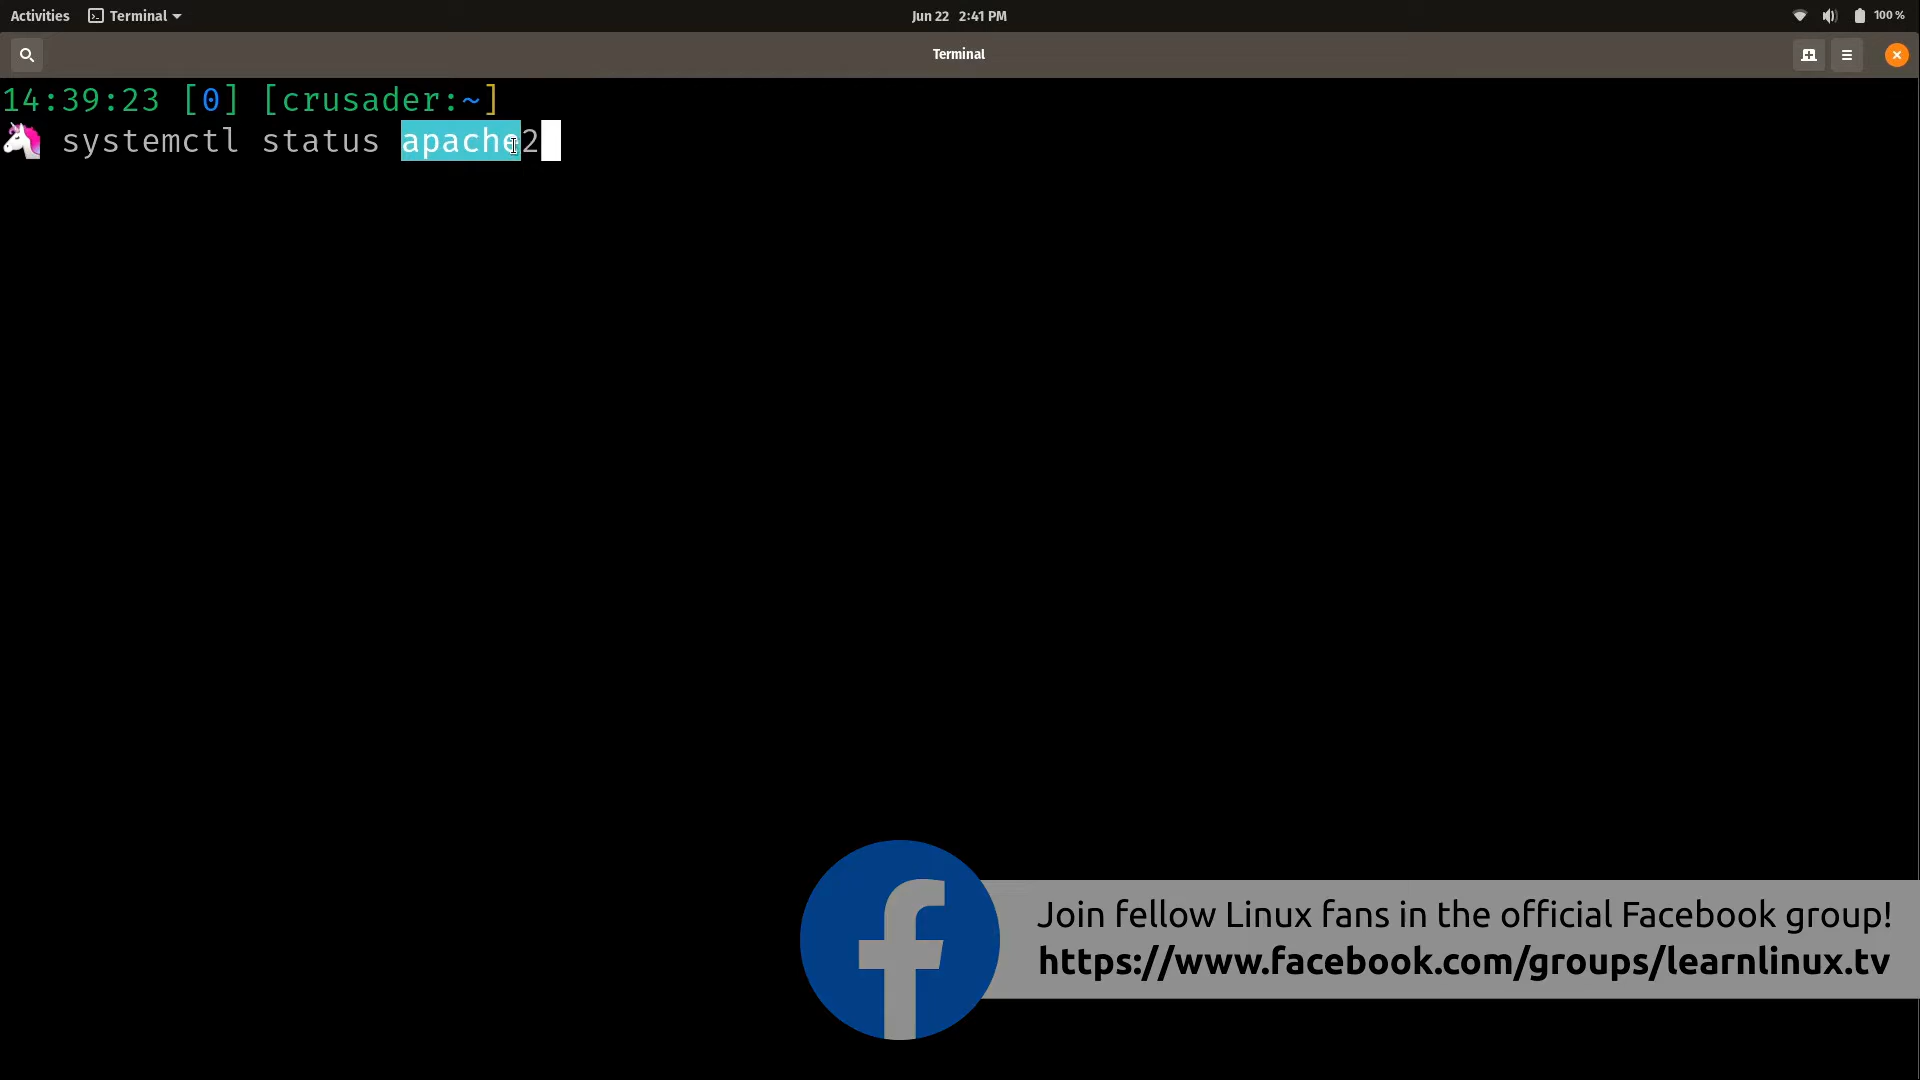 Activities Terminal Jun 22 2:41 PM 100 %
Terminal
14:39:23 [0] [crusader:~]
🦄 systemctl status apache2
Join fellow Linux fans in the official Facebook group!
https://www.facebook.com/groups/learnlinux.tv